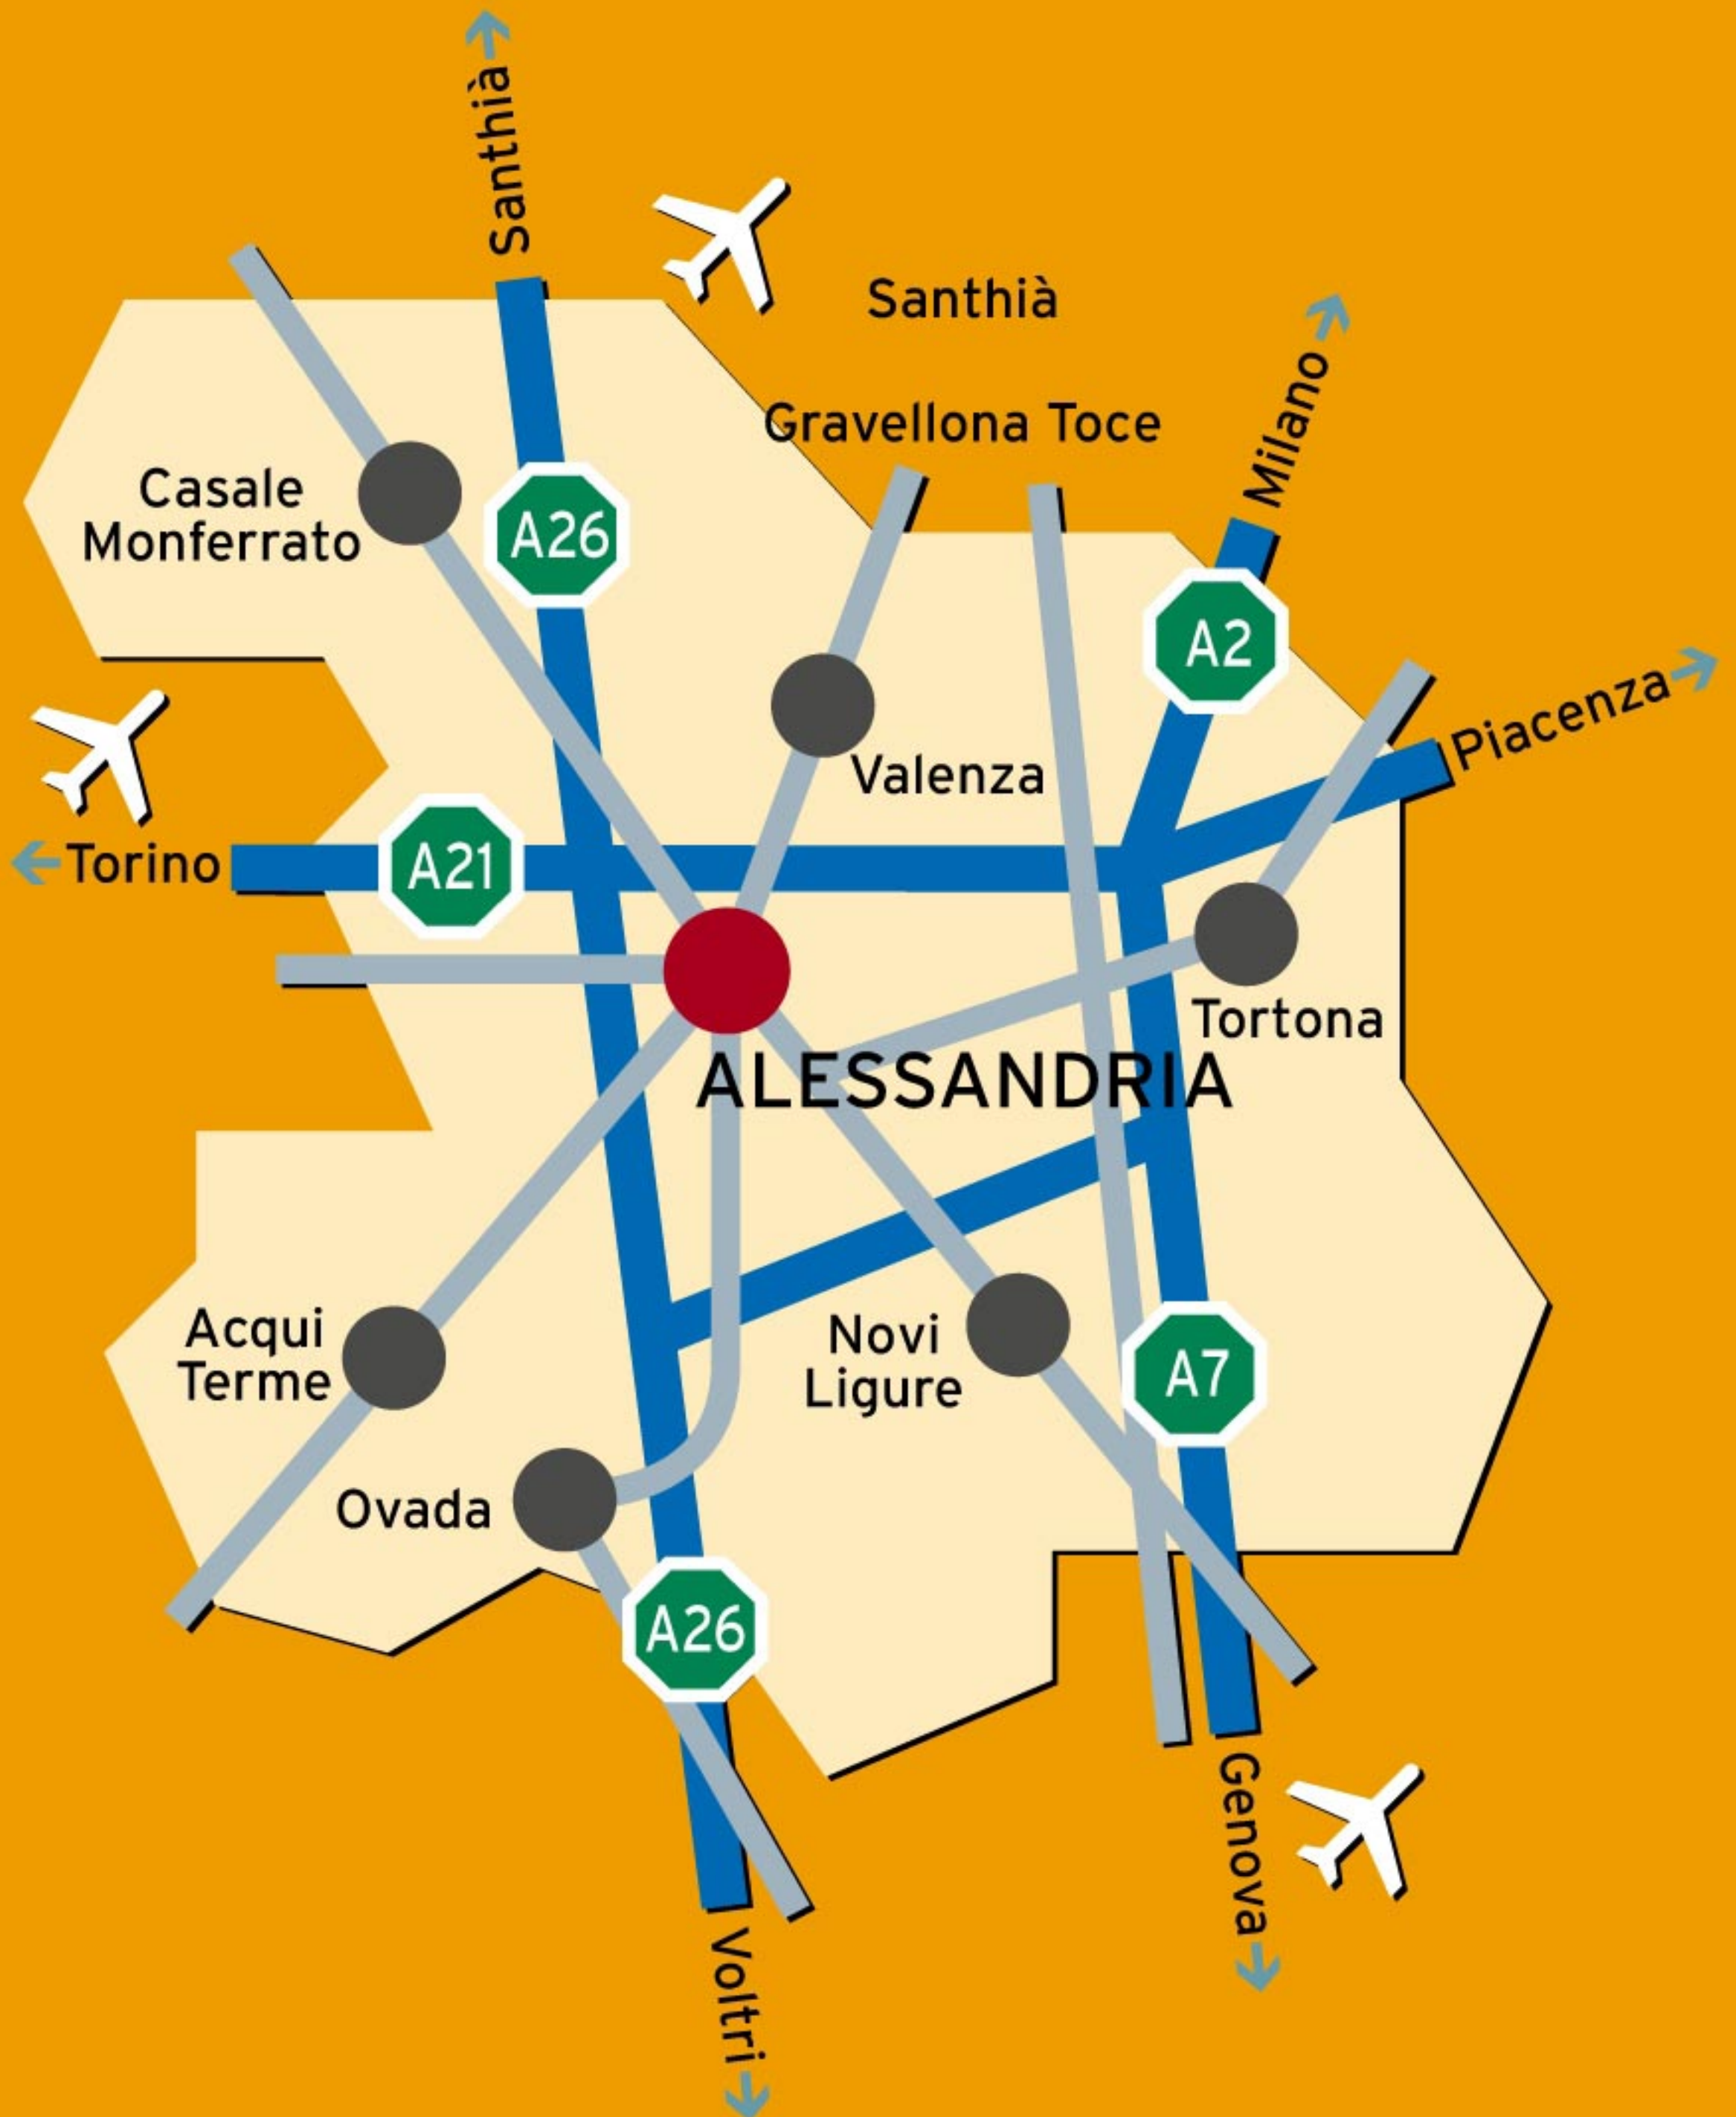 Santhià
Santhià
Gravellona Toce
Milano
Casale
Monferrato
A26
A2
Piacenza
Valenza
Torino
A21
Tortona
ALESSANDRIA
Acqui
Terme
Novi
Ligure
A7
Ovada
A26
Genova
Voltri